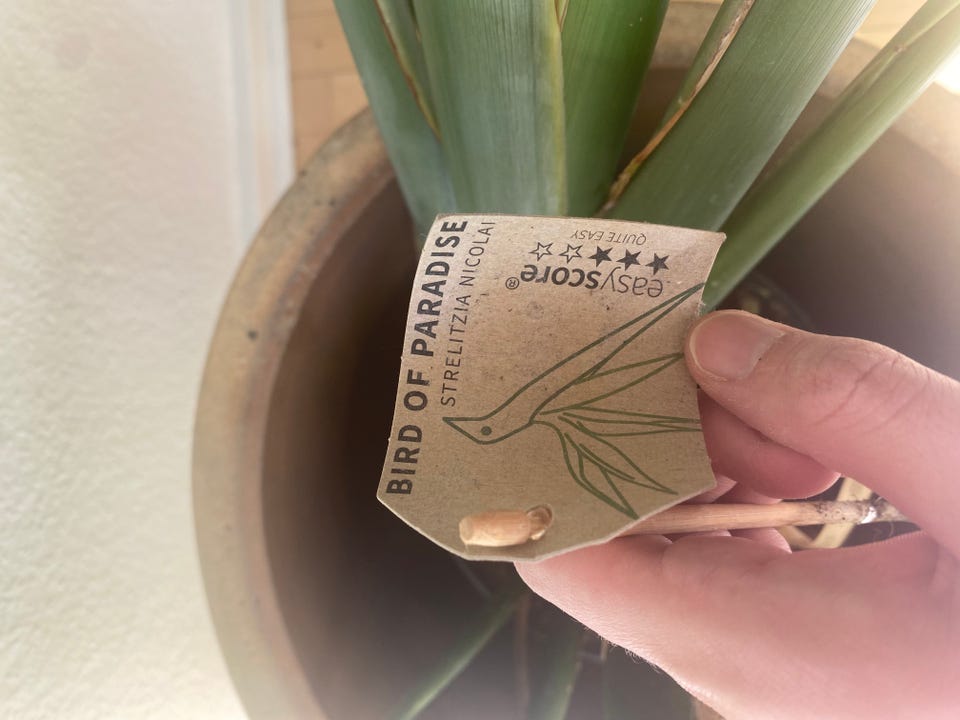 BIRD OF PARADISE
STRELITZIA NICOLAI
easyscore®
QUITE EASY